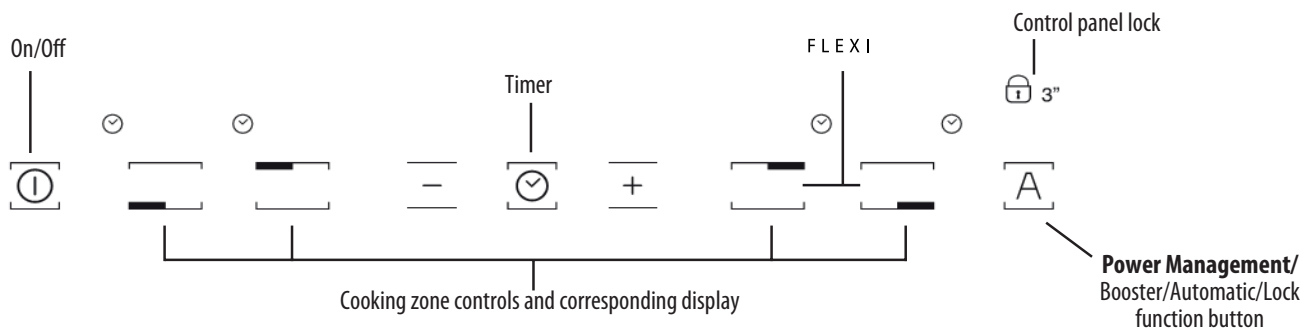 Control panel lock
On/Off
FLEXI
Timer
3”
− + A
Power Management/
Booster/Automatic/Lock
function button
Cooking zone controls and corresponding display